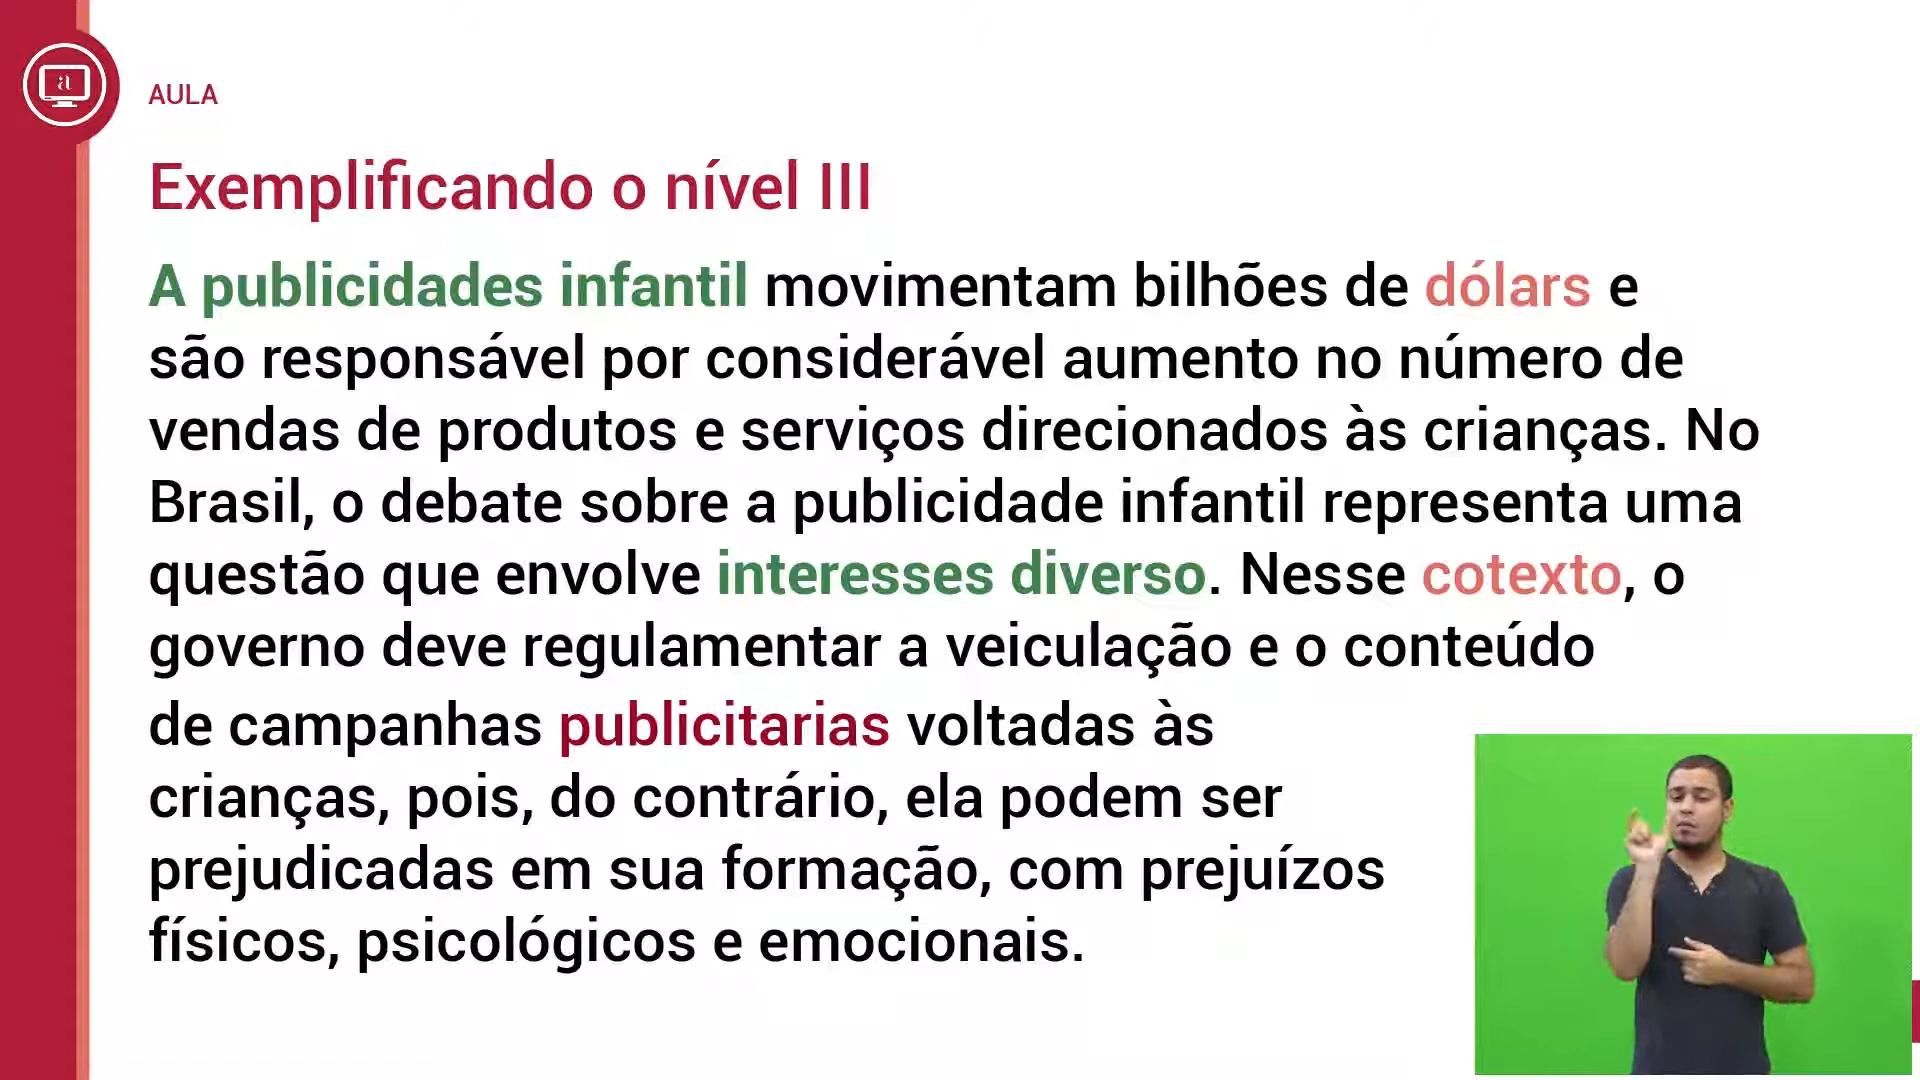 a
AULA
Exemplificando o nível III
A publicidades infantil movimentam bilhões de dólars e
são responsável por considerável aumento no número de
vendas de produtos e serviços direcionados às crianças. No
Brasil, o debate sobre a publicidade infantil representa uma
questão que envolve interesses diverso. Nesse cotexto, o
governo deve regulamentar a veiculação e o conteúdo
de campanhas publicitarias voltadas às
crianças, pois, do contrário, ela podem ser
prejudicadas em sua formação, com prejuízos
físicos, psicológicos e emocionais.